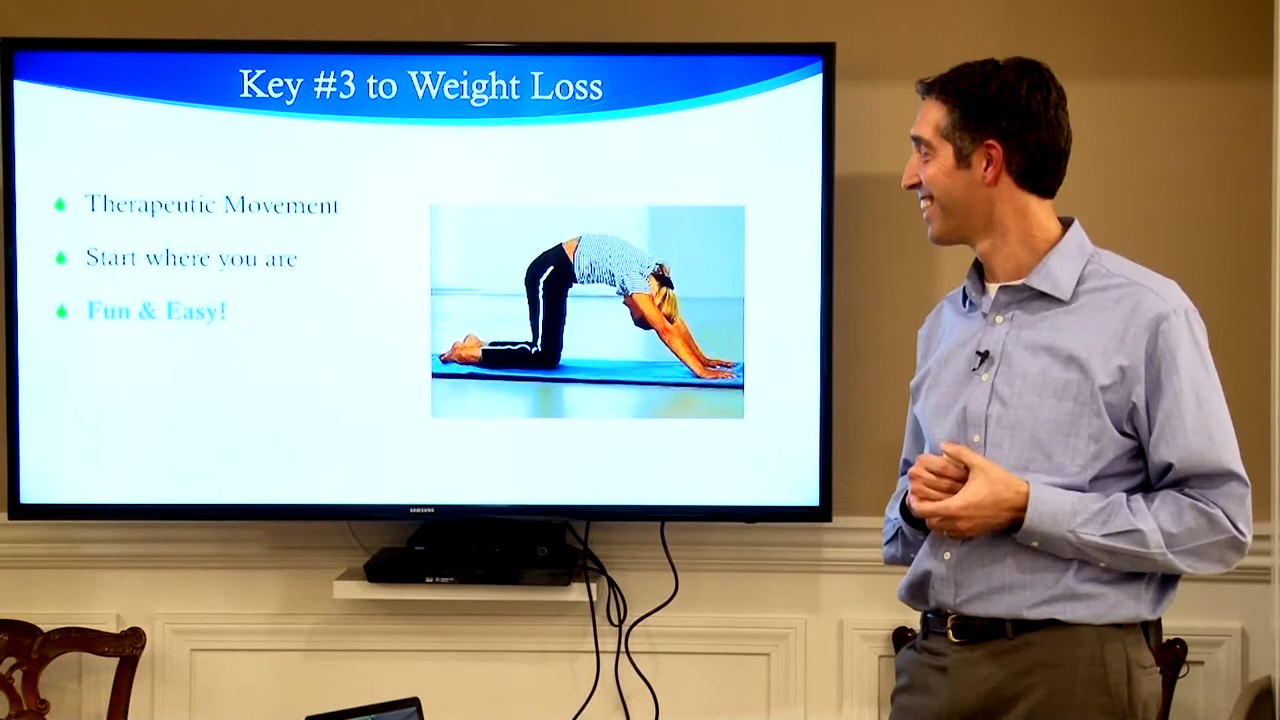 Key #3 to Weight Loss
Therapeutic Movement
Start where you are
Fun & Easy!
SAMSUNG